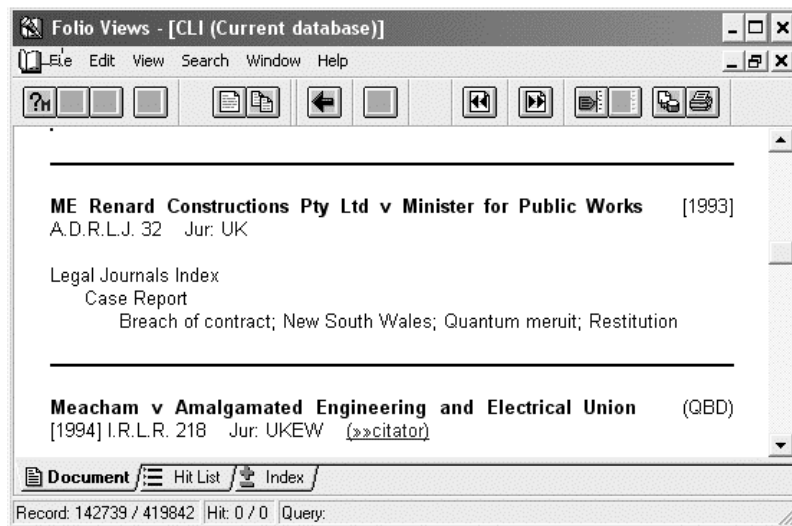 Folio Views - [CLI (Current database)]
File Edit View Search Window Help
ME Renard Constructions Pty Ltd v Minister for Public Works [1993]
A.D.R.L.J. 32 Jur: UK
Legal Journals Index
Case Report
Breach of contract; New South Wales; Quantum meruit; Restitution
Meacham v Amalgamated Engineering and Electrical Union (QBD)
[1994] I.R.L.R. 218 Jur: UKEW (»»citator)
Document Hit List Index
Record: 142739 / 419842 Hit: 0 / 0 Query: